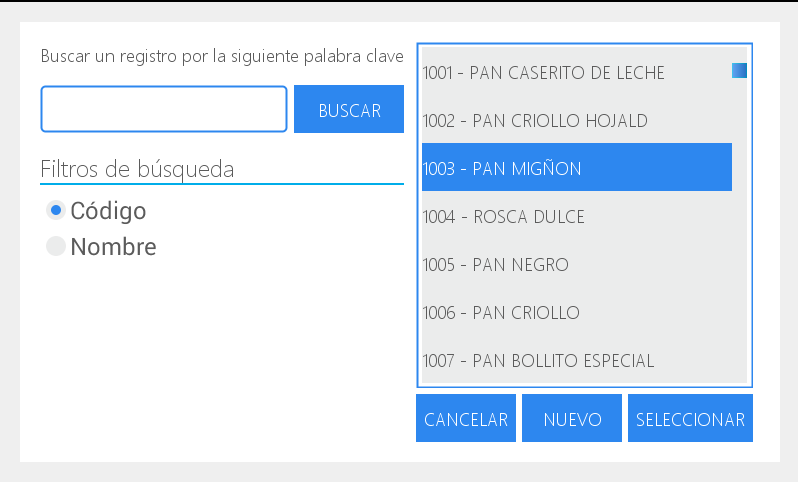 Buscar un registro por la siguiente palabra clave
BUSCAR
Filtros de búsqueda
Código
Nombre
1001 - PAN CASERITO DE LECHE
1002 - PAN CRIOLLO HOJALD
1003 - PAN MIGÑON
1004 - ROSCA DULCE
1005 - PAN NEGRO
1006 - PAN CRIOLLO
1007 - PAN BOLLITO ESPECIAL
CANCELAR
NUEVO
SELECCIONAR